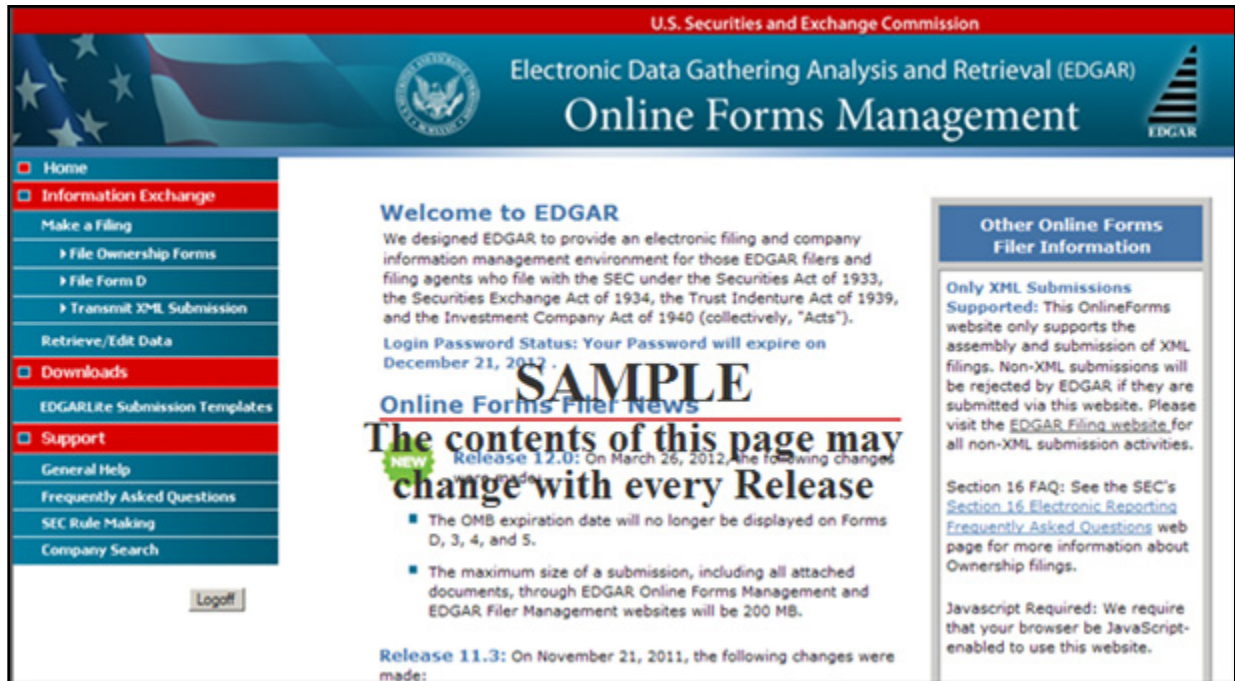 U.S. Securities and Exchange Commission
Electronic Data Gathering Analysis and Retrieval (EDGAR)
Online Forms Management
EDGAR
Home
Information Exchange
Make a Filing
File Ownership Forms
File Form D
Transmit XML Submission
Retrieve/Edit Data
Downloads
EDGARLite Submission Templates
Support
General Help
Frequently Asked Questions
SEC Rule Making
Company Search
Logoff
Welcome to EDGAR
We designed EDGAR to provide an electronic filing and company
information management environment for those EDGAR filers and
filing agents who file with the SEC under the Securities Act of 1933,
the Securities Exchange Act of 1934, the Trust Indenture Act of 1939,
and the Investment Company Act of 1940 (collectively, "Acts").
Login Password Status: Your Password will expire on
December 21, 2012 .
SAMPLE
Online Forms Filer News
The contents of this page may
change with every Release
NEW
Release 12.0: On March 26, 2012, the following changes
were made:
The OMB expiration date will no longer be displayed on Forms
D, 3, 4, and 5.
The maximum size of a submission, including all attached
documents, through EDGAR Online Forms Management and
EDGAR Filer Management websites will be 200 MB.
Release 11.3: On November 21, 2011, the following changes were
made:
Other Online Forms
Filer Information
Only XML Submissions
Supported: This OnlineForms
website only supports the
assembly and submission of XML
filings. Non-XML submissions will
be rejected by EDGAR if they are
submitted via this website. Please
visit the EDGAR Filing website for
all non-XML submission activities.
Section 16 FAQ: See the SEC's
Section 16 Electronic Reporting
Frequently Asked Questions web
page for more information about
Ownership filings.
Javascript Required: We require
that your browser be JavaScript-
enabled to use this website.